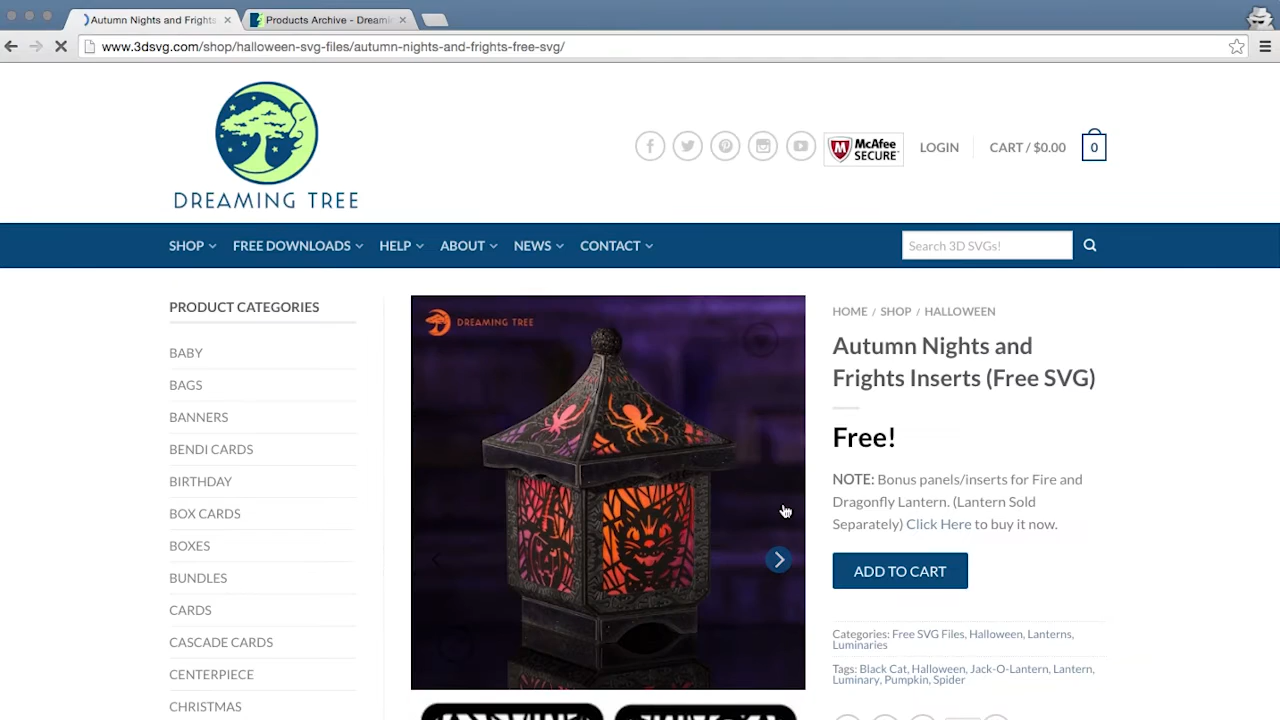 Autumn Nights and Frights
Products Archive - Dreami
www.3dsvg.com/shop/halloween-svg-files/autumn-nights-and-frights-free-svg/
DREAMING TREE
McAfee
SECURE
LOGIN
CART / $0.00
0
SHOP
FREE DOWNLOADS
HELP
ABOUT
NEWS
CONTACT
Search 3D SVGs!
PRODUCT CATEGORIES
BABY
BAGS
BANNERS
BENDI CARDS
BIRTHDAY
BOX CARDS
BOXES
BUNDLES
CARDS
CASCADE CARDS
CENTERPIECE
CHRISTMAS
DREAMING TREE
HOME / SHOP / HALLOWEEN
Autumn Nights and
Frights Inserts (Free SVG)
Free!
NOTE: Bonus panels/inserts for Fire and
Dragonfly Lantern. (Lantern Sold
Separately) Click Here to buy it now.
ADD TO CART
Categories: Free SVG Files, Halloween, Lanterns,
Luminaries
Tags: Black Cat, Halloween, Jack-O-Lantern, Lantern,
Luminary, Pumpkin, Spider